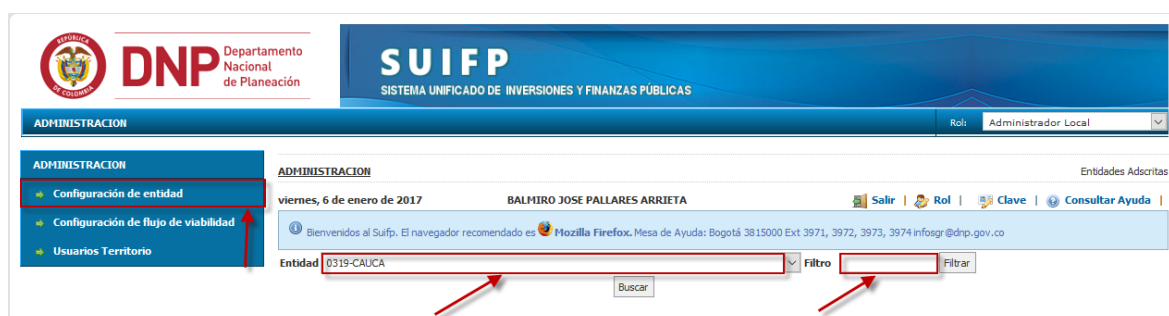 REPÚBLICA
DE COLOMBIA
DNP
Departamento
Nacional
de Planeación
SUIFP
SISTEMA UNIFICADO DE INVERSIONES Y FINANZAS PÚBLICAS
ADMINISTRACION
Rol: Administrador Local
ADMINISTRACION
Configuración de entidad
Configuración de flujo de viabilidad
Usuarios Territorio
ADMINISTRACION Entidades Adscritas
viernes, 6 de enero de 2017 BALMIRO JOSE PALLARES ARRIETA Salir | Rol | Clave | Consultar Ayuda |
Bienvenidos al Suifp. El navegador recomendado es Mozilla Firefox. Mesa de Ayuda: Bogotá 3815000 Ext 3971, 3972, 3973, 3974 infosgr@dnp.gov.co
Entidad 0319-CAUCA Filtro Filtrar
Buscar